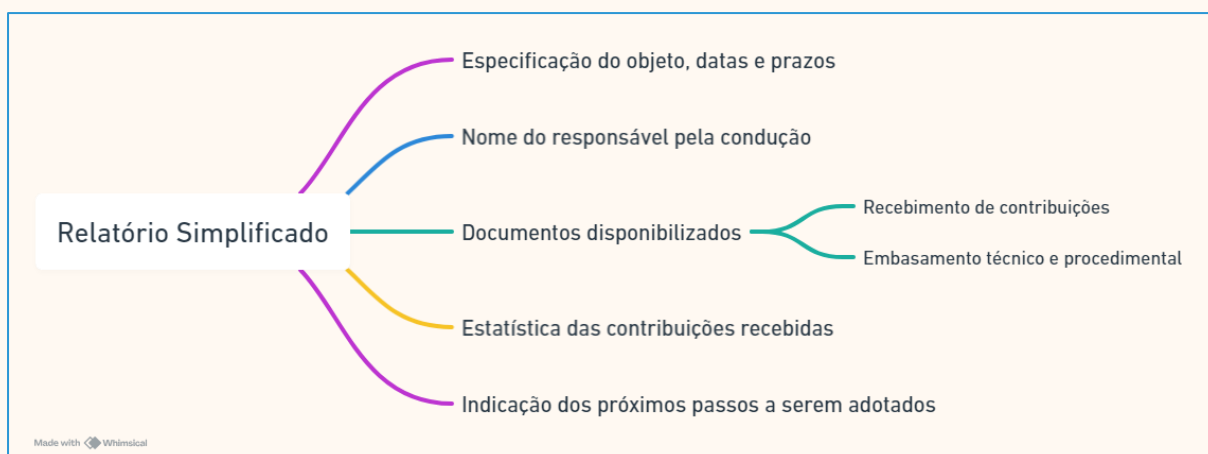 Relatório Simplificado
Especificação do objeto, datas e prazos
Nome do responsável pela condução
Documentos disponibilizados
Recebimento de contribuições
Embasamento técnico e procedimental
Estatística das contribuições recebidas
Indicação dos próximos passos a serem adotados
Made with Whimsical